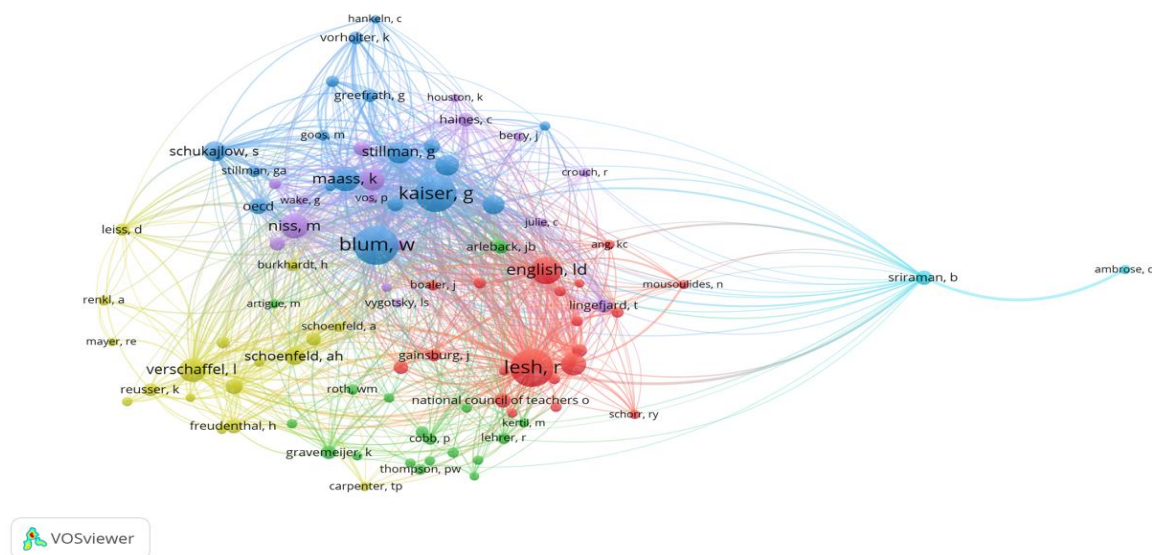 hankeln, c
vorholter, k
greefrath, g
houston, k
haines, c
goos, m
berry, j
schukajlow, s
stillman, g
stillman, ga
maass, k
crouch, r
kaiser, g
wake, g
vos, p
oecd
niss, m
julie, c
leiss, d
blum, w
arleback, jb
ang, kc
burkhardt, h
english, ld
ambrose, d
sriraman, b
boaler, j
mousoulides, n
renkl, a
artigue, m
vygotsky, ls
lingefjard, t
schoenfeld, a
mayer, re
schoenfeld, ah
gainsburg, j
verschaffel, l
lesh, r
reusser, k
roth, wm
national council of teachers o
schorr, ry
freudenthal, h
kertil, m
cobb, p
lehrer, r
gravemeijer, k
thompson, pw
carpenter, tp
VOSviewer